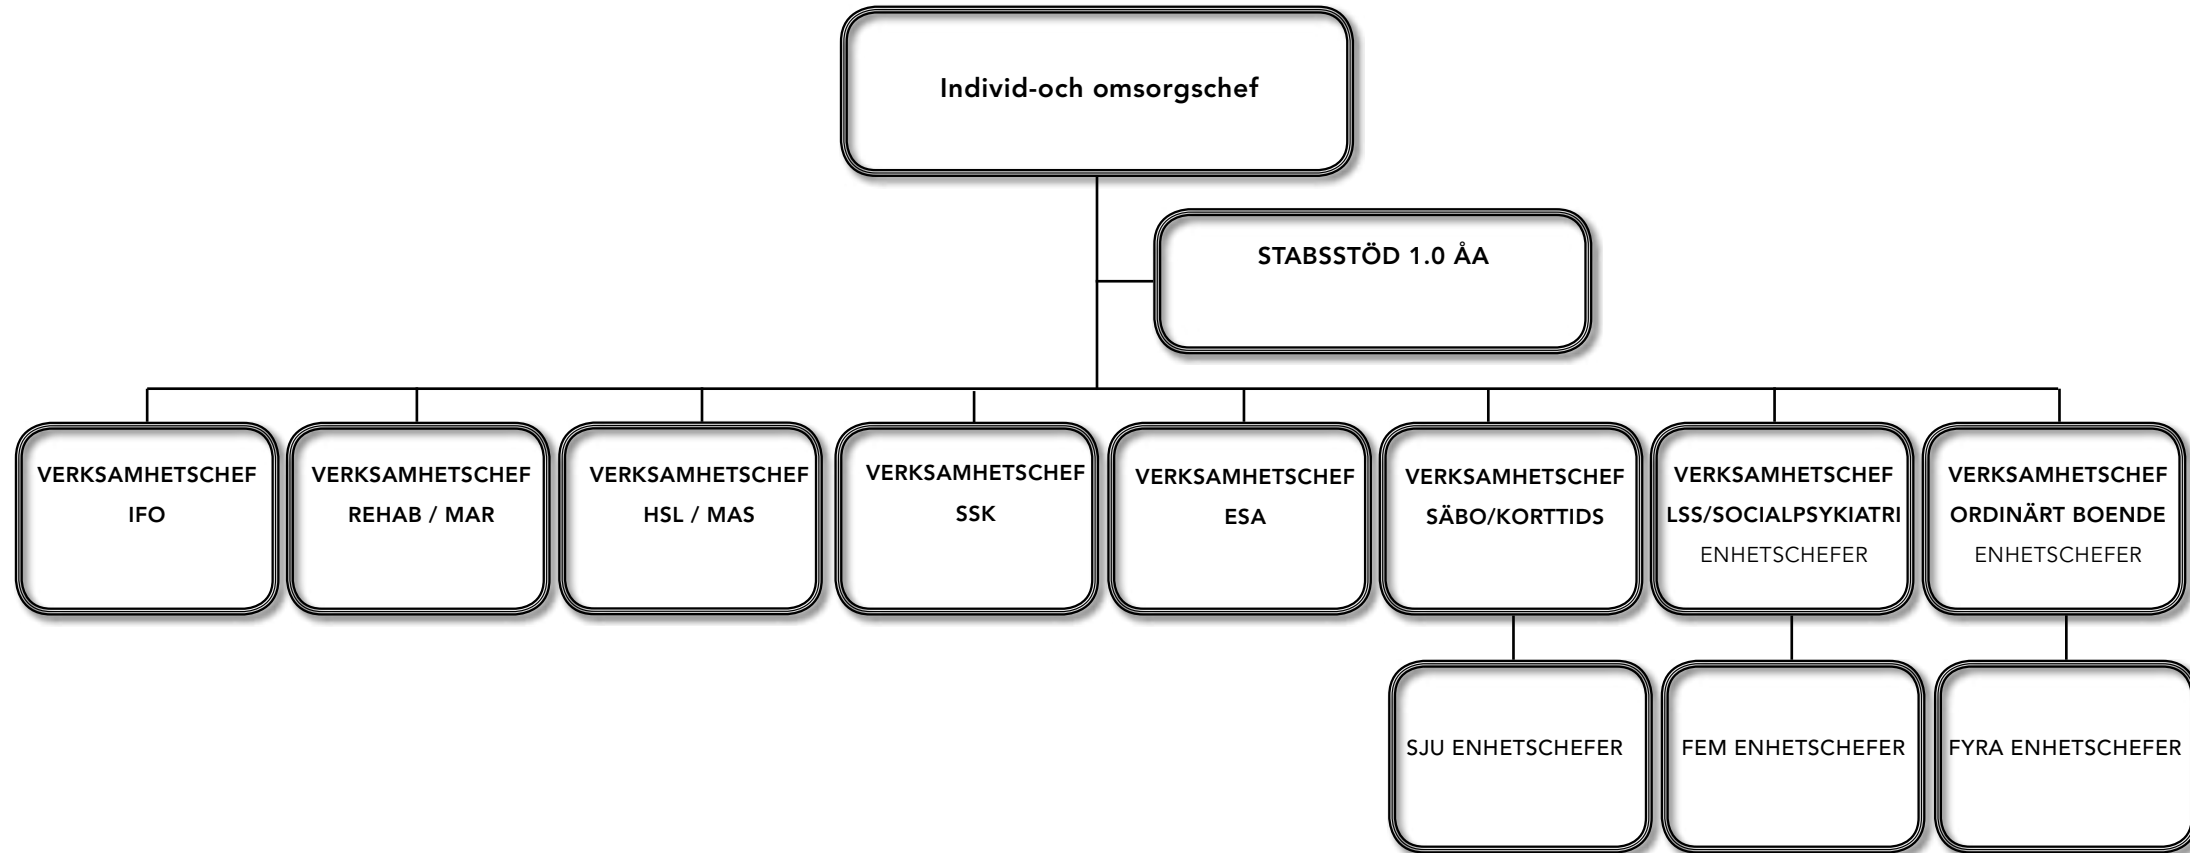 Individ-och omsorgschef
STABSSTÖD 1.0 ÅA
VERKSAMHETSCHEF
IFO
VERKSAMHETSCHEF
REHAB / MAR
VERKSAMHETSCHEF
HSL / MAS
VERKSAMHETSCHEF
SSK
VERKSAMHETSCHEF
ESA
VERKSAMHETSCHEF
SÄBO/KORTTIDS
VERKSAMHETSCHEF
LSS/SOCIALPSYKIATRI
ENHETSCHEFER
VERKSAMHETSCHEF
ORDINÄRT BOENDE
ENHETSCHEFER
SJU ENHETSCHEFER
FEM ENHETSCHEFER
FYRA ENHETSCHEFER